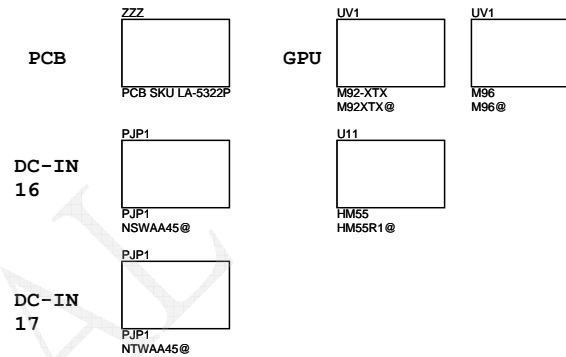 ZZZ
PCB
PCB SKU LA-5322P
GPU
UV1
M92-XTX
M92XTX@
UV1
M96
M96@
DC-IN
16
PJP1
PJP1
NSWAA45@
U11
HM55
HM55R1@
DC-IN
17
PJP1
PJP1
NTWAA45@